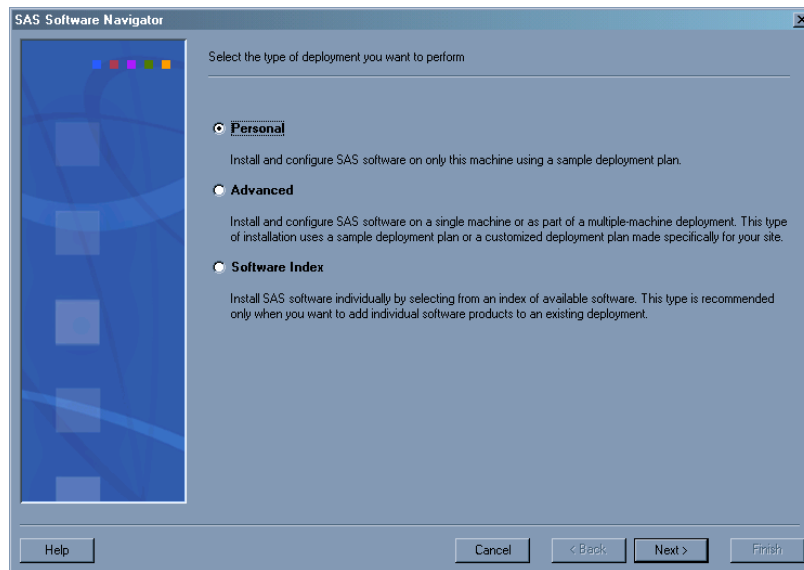 SAS Software Navigator
Select the type of deployment you want to perform
Personal
Install and configure SAS software on only this machine using a sample deployment plan.
Advanced
Install and configure SAS software on a single machine or as part of a multiple-machine deployment. This type
of installation uses a sample deployment plan or a customized deployment plan made specifically for your site.
Software Index
Install SAS software individually by selecting from an index of available software. This type is recommended
only when you want to add individual software products to an existing deployment.
Help
Cancel
< Back
Next >
Finish